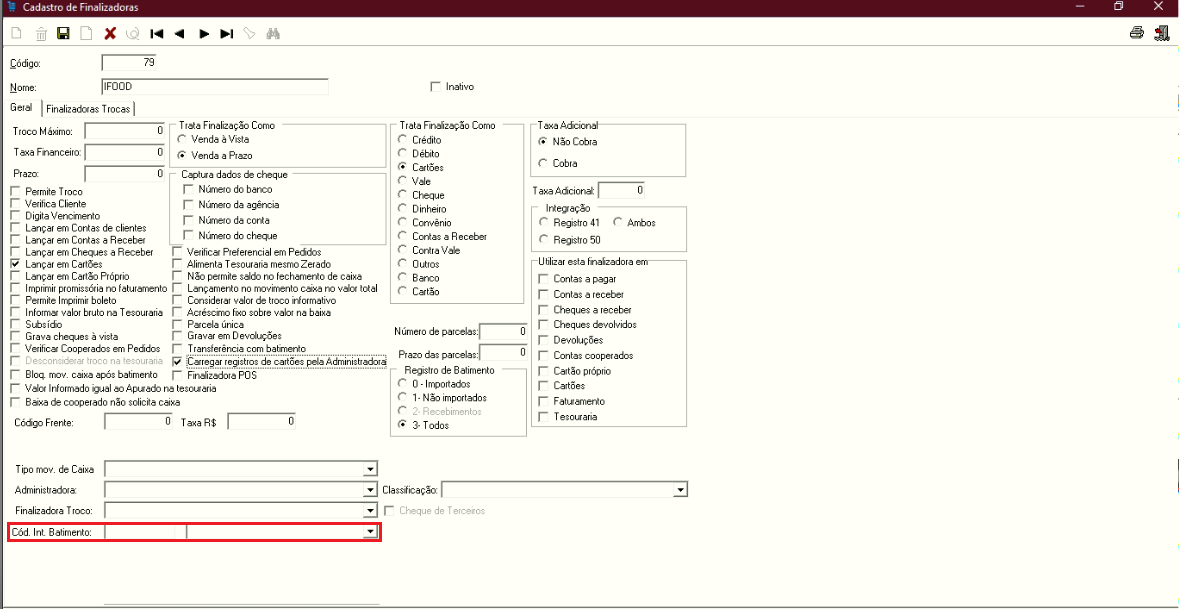 Cadastro de Finalizadoras
Código: 79
Nome: IFOOD
Inativo
Geral Finalizadoras Trocas
Troco Máximo: 0
Taxa Financeiro: 0
Prazo: 0
Permite Troco
Verifica Cliente
Digita Vencimento
Lançar em Contas de clientes
Lançar em Contas a Receber
Lançar em Cheques a Receber
Lançar em Cartões
Lançar em Cartão Próprio
Imprimir promissória no faturamento
Permite Imprimir boleto
Informar valor bruto na Tesouraria
Subsídio
Grava cheques à vista
Verificar Cooperados em Pedidos
Desconsiderar troco na tesouraria
Bloq. mov. caixa após batimento
Valor Informado igual ao Apurado na tesouraria
Baixa de cooperado não solicita caixa
Código Frente: 0 Taxa R$ 0
Trata Finalização Como
Venda à Vista
Venda a Prazo
Captura dados de cheque
Número do banco
Número da agência
Número da conta
Número do cheque
Verificar Preferencial em Pedidos
Alimenta Tesouraria mesmo Zerado
Não permite saldo no fechamento de caixa
Lançamento no movimento caixa no valor total
Considerar valor de troco informativo
Acréscimo fixo sobre valor na baixa
Parcela única
Gravar em Devoluções
Transferência com batimento
Carregar registros de cartões pela Administradora
Finalizadora POS
Trata Finalização Como
Crédito
Débito
Cartões
Vale
Cheque
Dinheiro
Convênio
Contas a Receber
Contra Vale
Outros
Banco
Cartão
Número de parcelas: 0
Prazo das parcelas: 0
Registro de Batimento
0 - Importados
1- Não importados
2- Recebimentos
3- Todos
Taxa Adicional
Não Cobra
Cobra
Taxa Adicional: 0
Integração
Registro 41 Ambos
Registro 50
Utilizar esta finalizadora em
Contas a pagar
Contas a receber
Cheques a receber
Cheques devolvidos
Devoluções
Contas cooperados
Cartão próprio
Cartões
Faturamento
Tesouraria
Tipo mov. de Caixa
Administradora: Classificação:
Finalizadora Troco: Cheque de Terceiros
Cód. Int. Batimento: